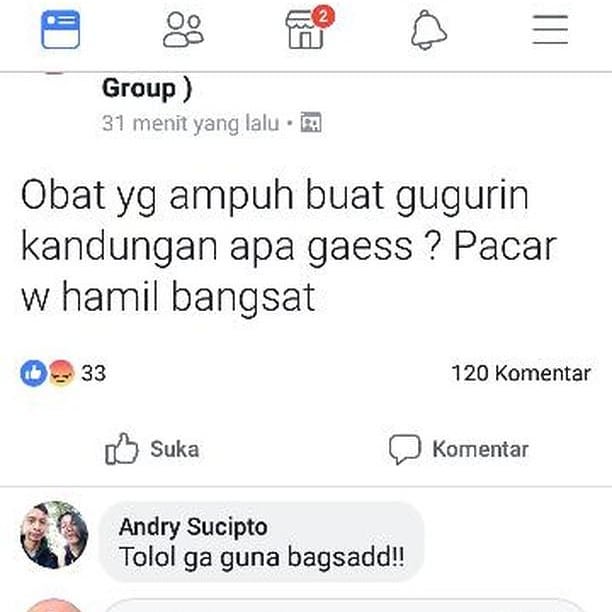 2
Group )
31 menit yang lalu •
Obat yg ampuh buat gugurin
kandungan apa gaess ? Pacar
w hamil bangsat
33
120 Komentar
Suka
Komentar
Andry Sucipto
Tolol ga guna bagsadd!!